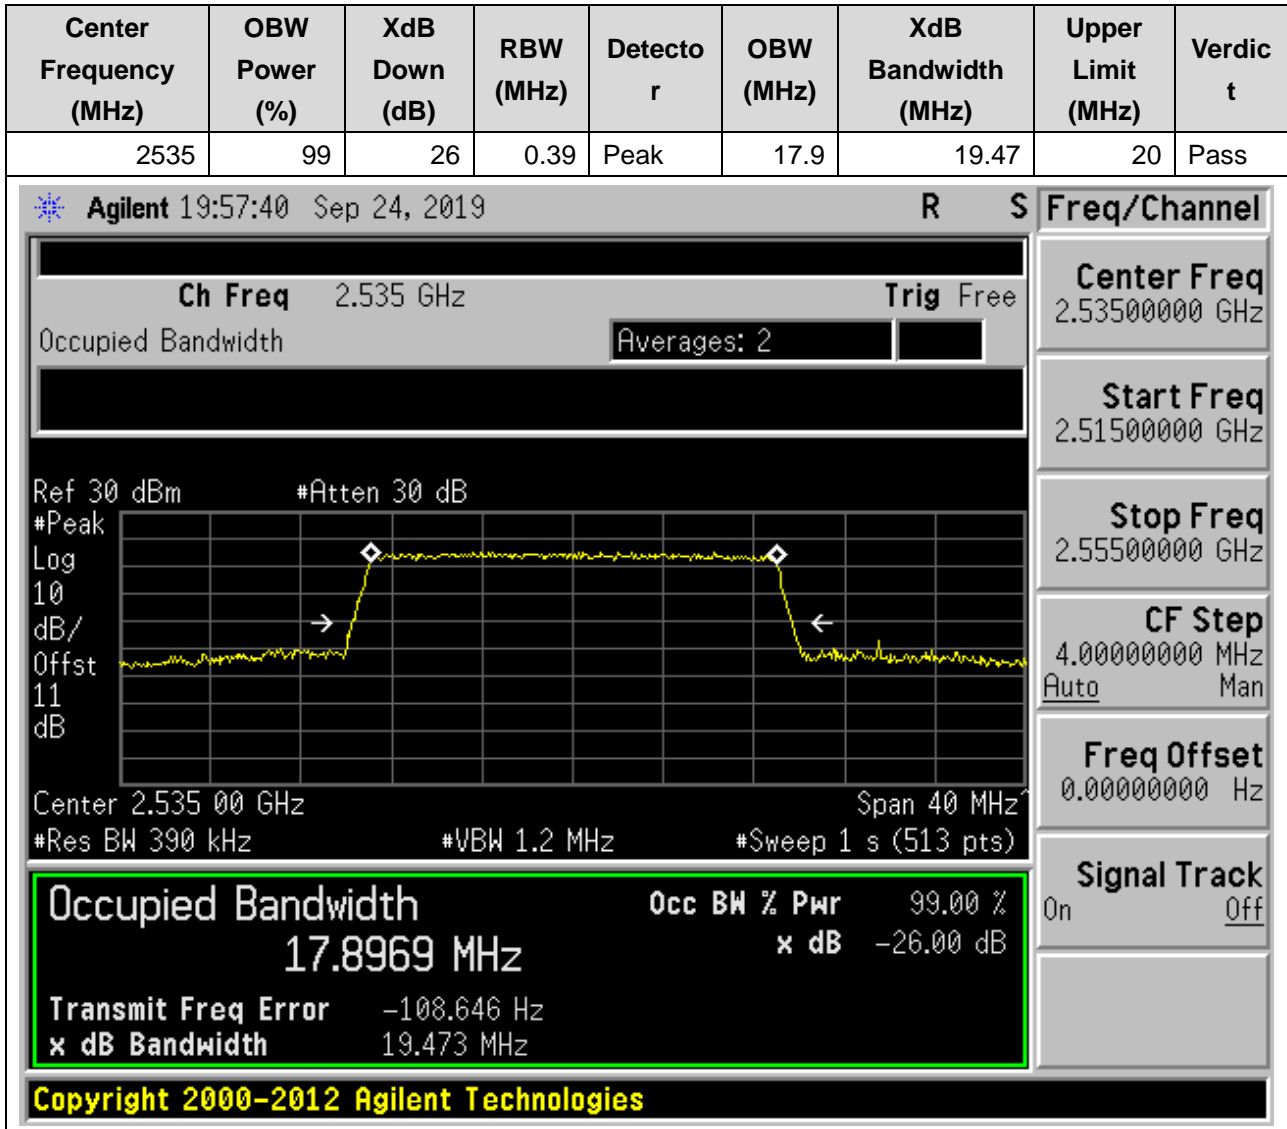 Center Frequency (MHz) OBW Power (%) XdB Down (dB) RBW (MHz) Detecto r OBW (MHz) XdB Bandwidth (MHz) Upper Limit (MHz) Verdic t
2535 99 26 0.39 Peak 17.9 19.47 20 Pass
Agilent 19:57:40 Sep 24, 2019 R S Freq/Channel
Ch Freq 2.535 GHz Trig Free
Occupied Bandwidth Averages: 2
Center Freq
2.53500000 GHz
Start Freq
2.51500000 GHz
Stop Freq
2.55500000 GHz
CF Step
4.00000000 MHz
Auto Man
Freq Offset
0.00000000 Hz
Signal Track
On Off
Ref 30 dBm #Atten 30 dB
#Peak
Log
10
dB/
Offst
11
dB
Center 2.535 00 GHz Span 40 MHz^
#Res BW 390 kHz #VBW 1.2 MHz #Sweep 1 s (513 pts)
Occupied Bandwidth Occ BW % Pwr 99.00 %
17.8969 MHz x dB -26.00 dB
Transmit Freq Error -108.646 Hz
x dB Bandwidth 19.473 MHz
Copyright 2000-2012 Agilent Technologies